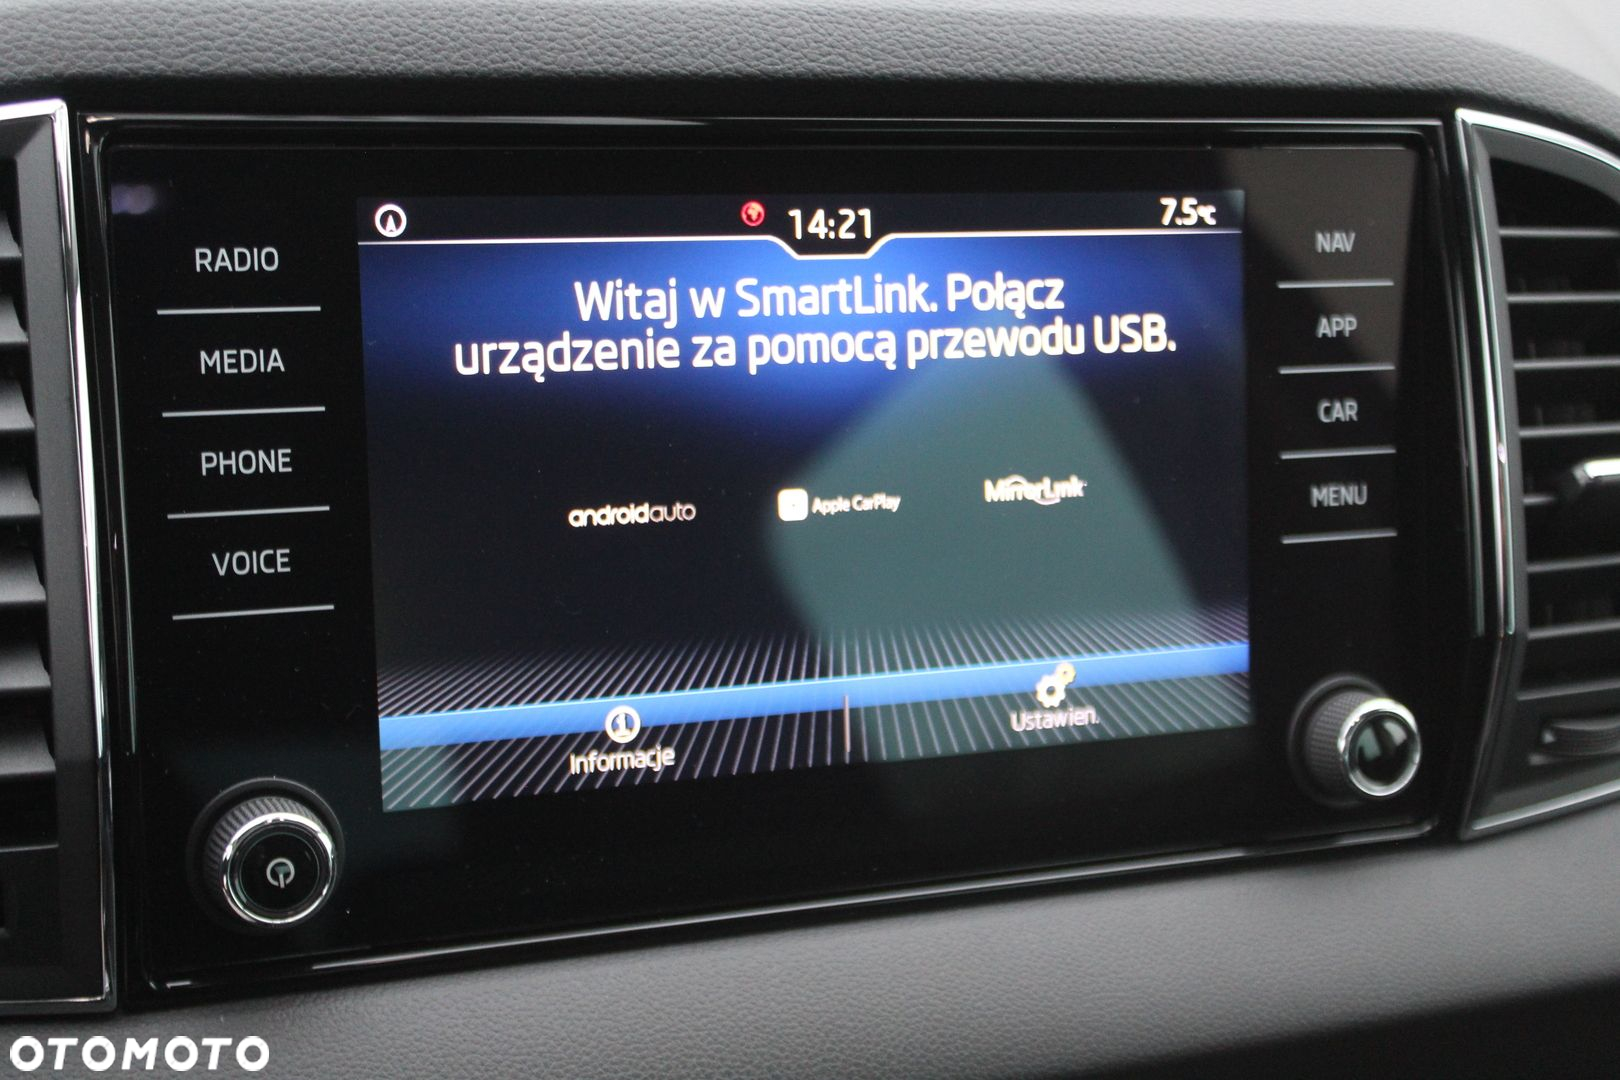 14:21
7.5°C
RADIO
MEDIA
PHONE
VOICE
Witaj w SmartLink. Połącz
urządzenie za pomocą przewodu USB.
androidauto
Apple CarPlay
MirrorLink
Informacje
Ustawien.
NAV
APP
CAR
MENU
OTOMOTO